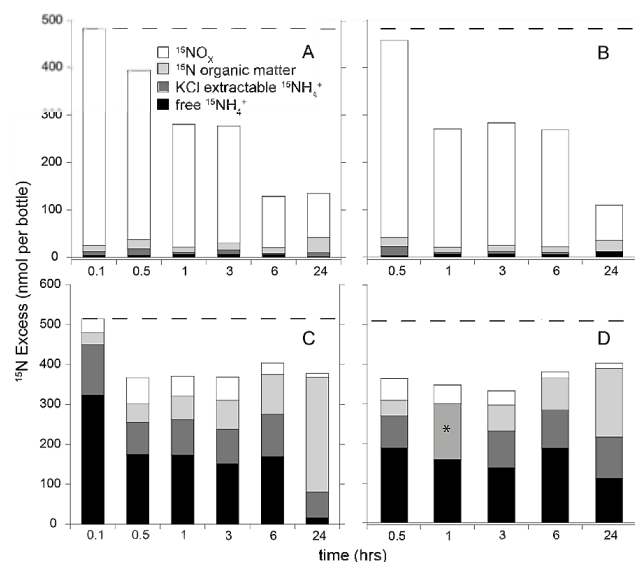 500
400
300
200
100
0
A
¹⁵NOₓ
¹⁵N organic matter
KCl extractable ¹⁵NH₄⁺
free ¹⁵NH₄⁺
0.1 0.5 1 3 6 24
B
0.5 1 3 6 24
¹⁵N Excess (nmol per bottle)
600
500
400
300
200
100
0
C
0.1 0.5 1 3 6 24
D
*
0.5 1 3 6 24
time (hrs)